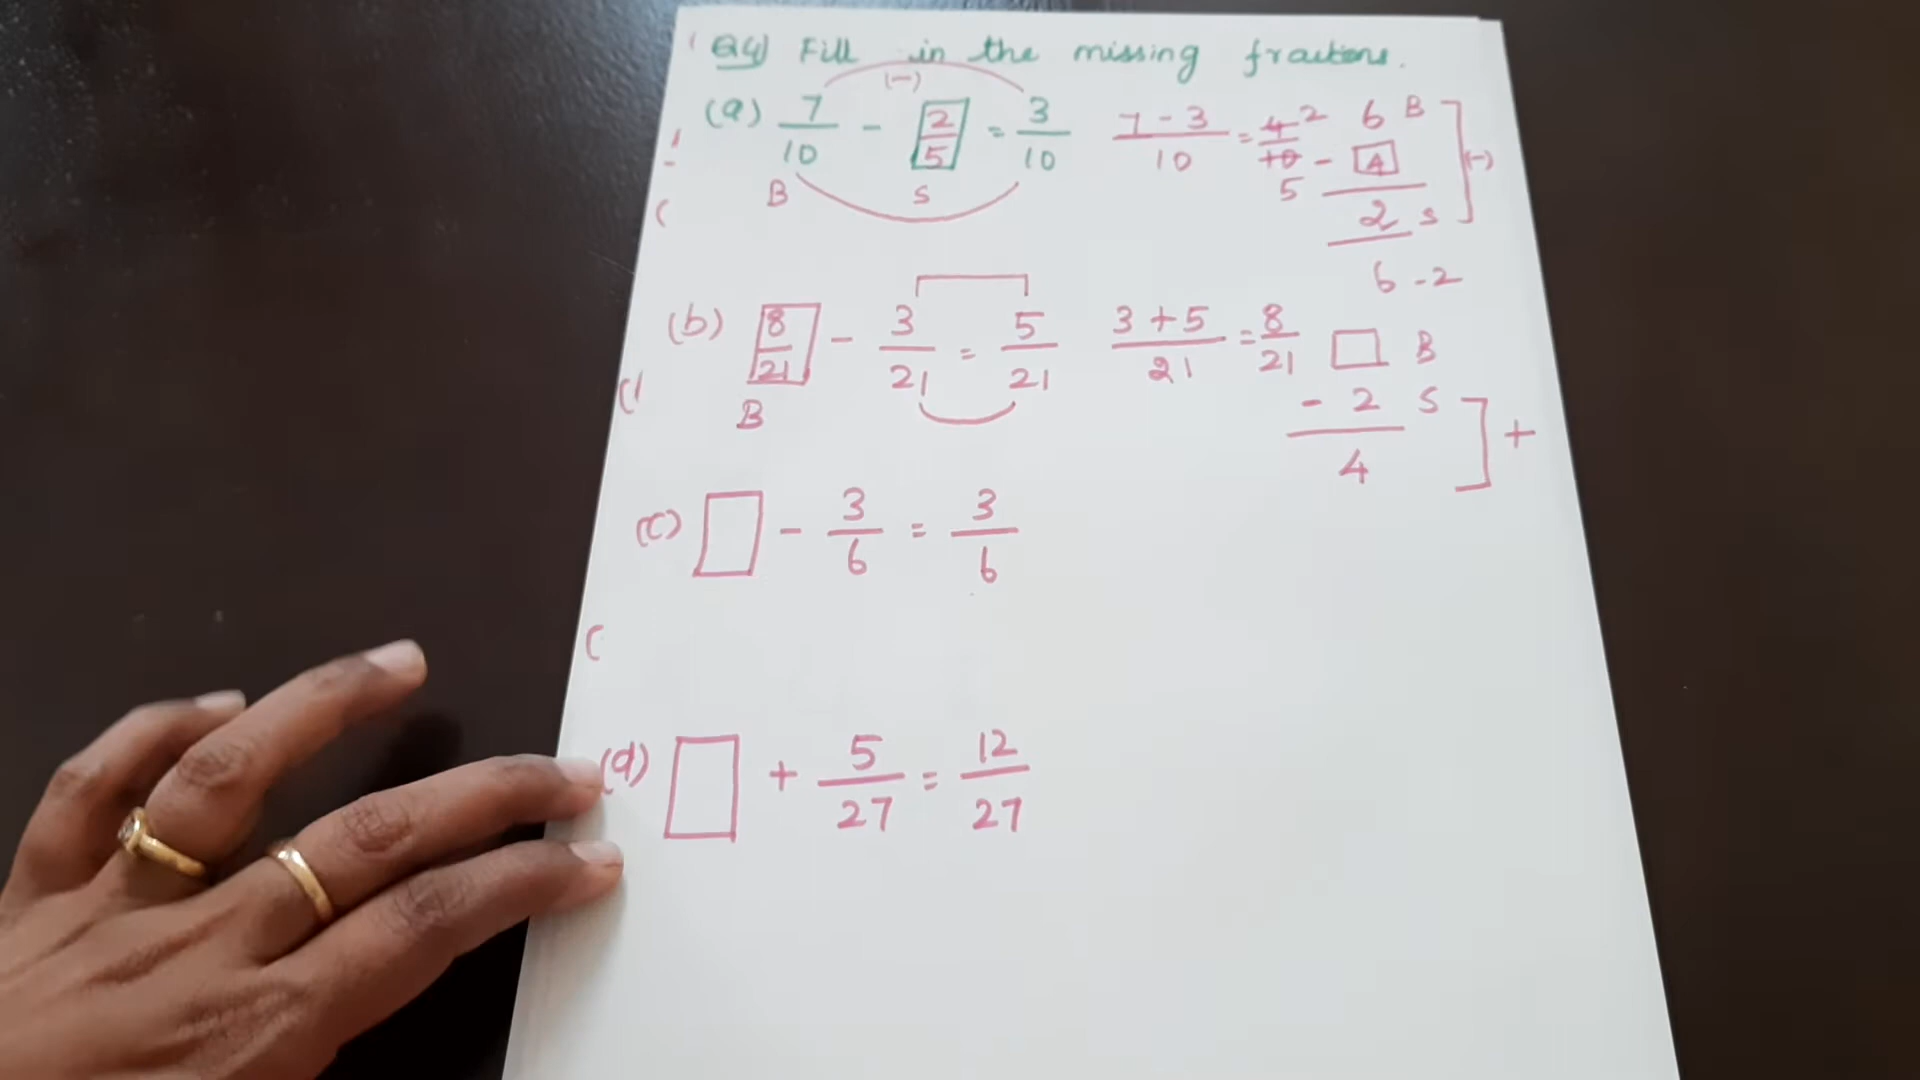 Q4) Fill in the missing fractions.
(a) 7/10 - 2/5 = 3/10
(-)
B S
7 - 3/10 = 4/10 2 5
6 B
- 4
2 S
(-)
6 - 2
(b) 8/21 - 3/21 = 5/21
B
3 + 5/21 = 8/21
□ B
- 2 S
4
+
(c) □ - 3/6 = 3/6
(d) □ + 5/27 = 12/27